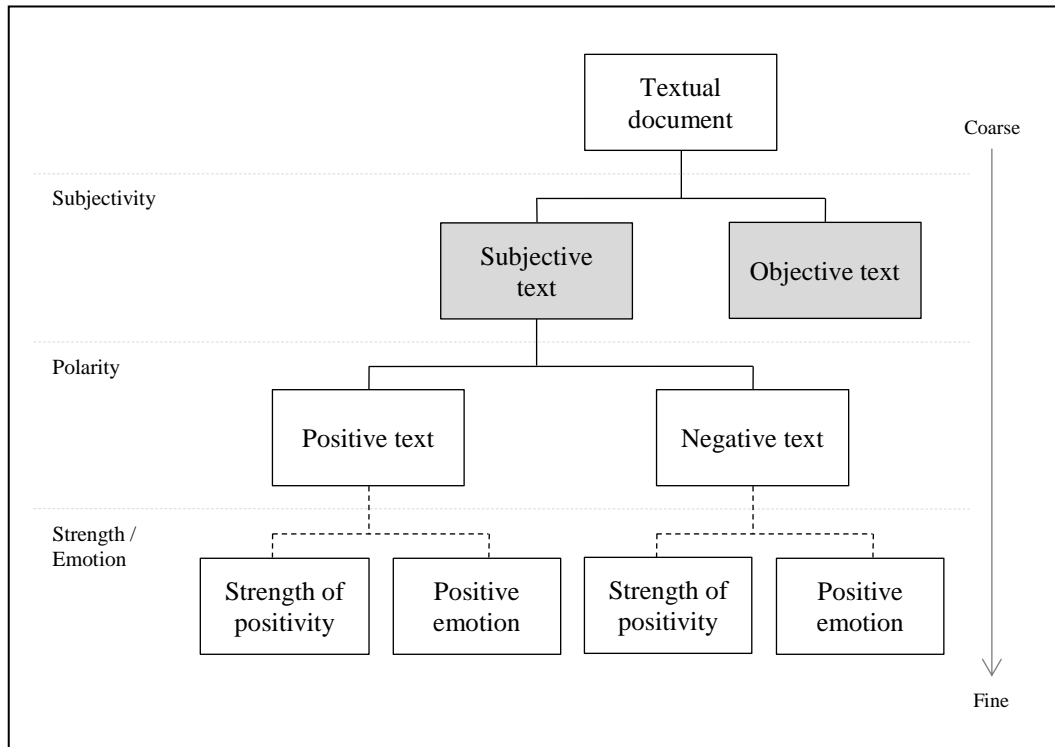 Textual
document
Coarse
Subjectivity
Subjective
text
Objective text
Polarity
Positive text
Negative text
Strength /
Emotion
Strength of
positivity
Positive
emotion
Strength of
positivity
Positive
emotion
Fine